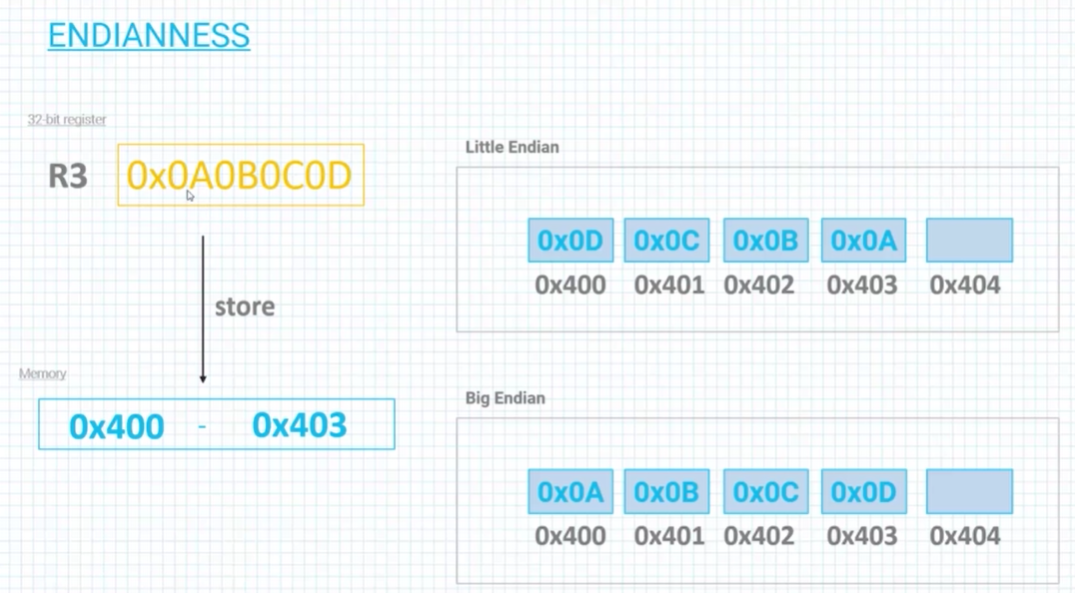 ENDIANNESS
32-bit register
R3 0x0A0B0C0D
store
Memory
0x400 - 0x403
Little Endian
0x0D 0x0C 0x0B 0x0A
0x400 0x401 0x402 0x403 0x404
Big Endian
0x0A 0x0B 0x0C 0x0D
0x400 0x401 0x402 0x403 0x404